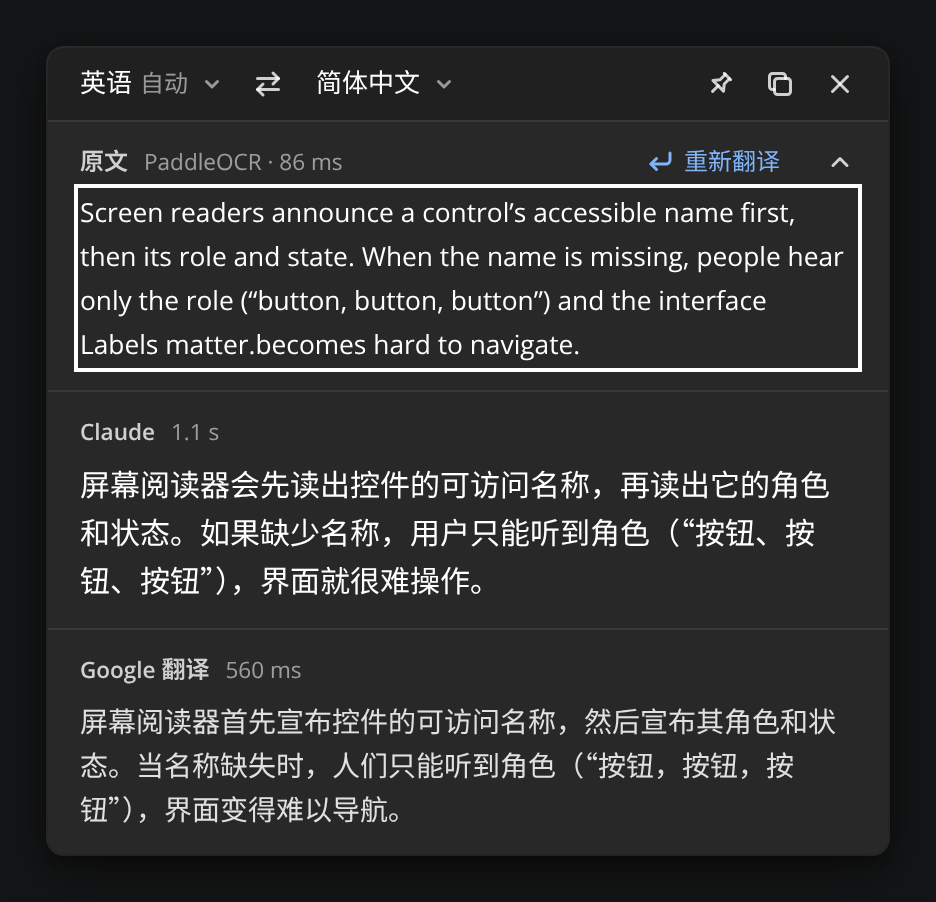 英语 自动 简体中文
原文 PaddleOCR · 86 ms 重新翻译
Screen readers announce a control’s accessible name first,
then its role and state. When the name is missing, people hear
only the role (“button, button, button”) and the interface
Labels matter.becomes hard to navigate.
Claude 1.1 s
屏幕阅读器会先读出控件的可访问名称，再读出它的角色
和状态。如果缺少名称，用户只能听到角色（“按钮、按
钮、按钮”），界面就很难操作。
Google 翻译 560 ms
屏幕阅读器首先宣布控件的可访问名称，然后宣布其角色和状
态。当名称缺失时，人们只能听到角色（“按钮，按钮，按
钮”），界面变得难以导航。